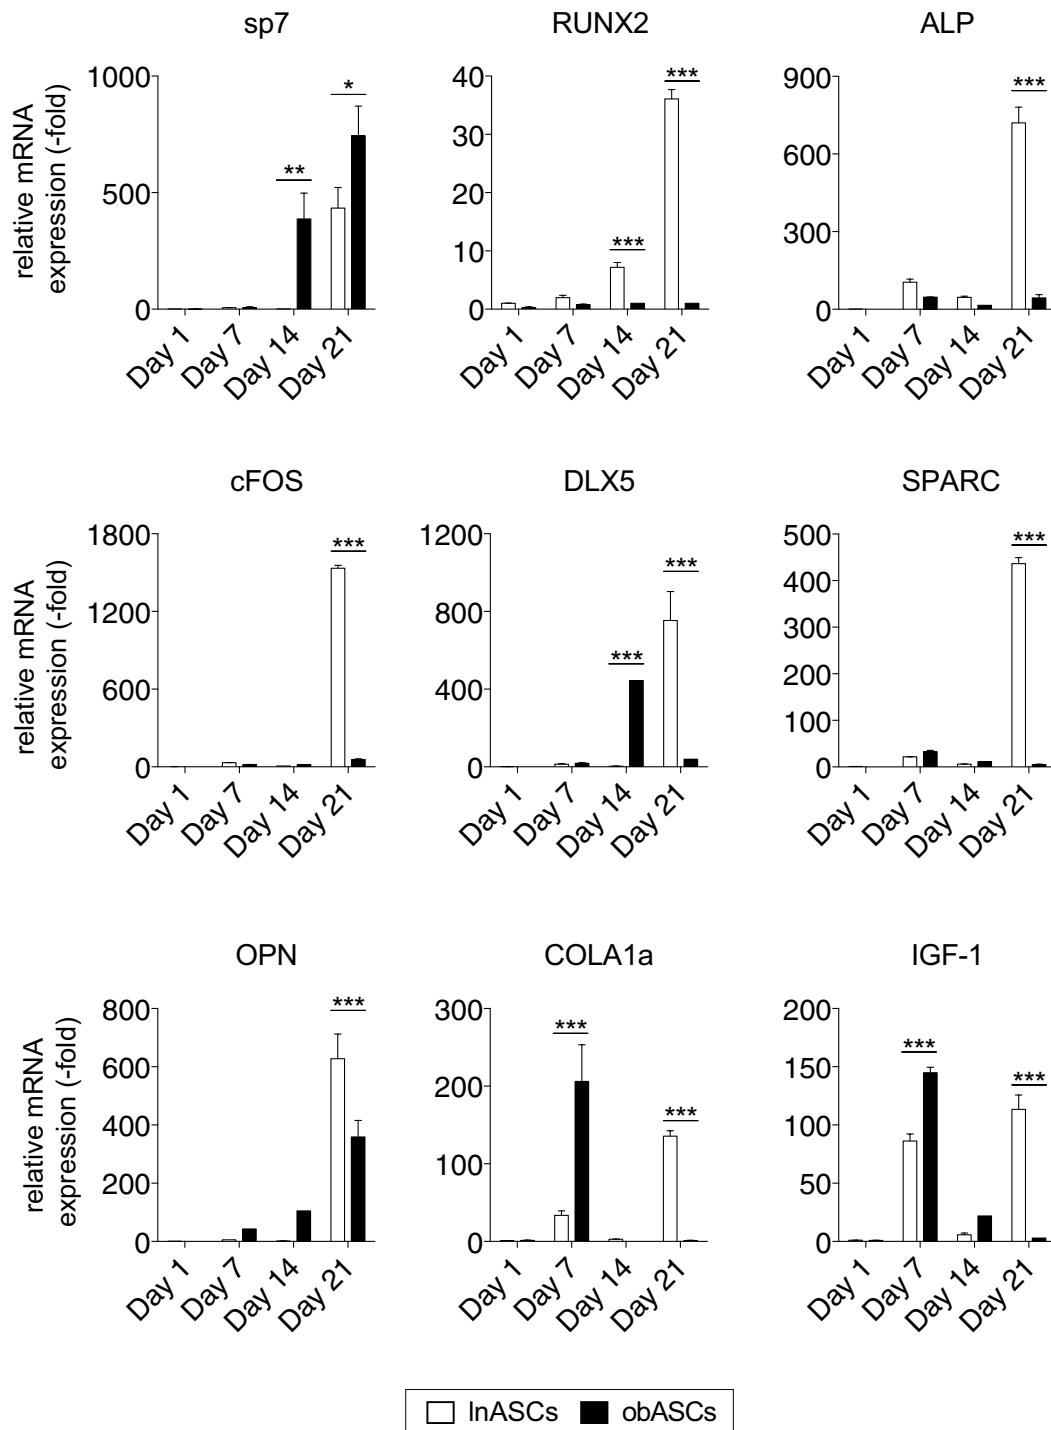 sp7 RUNX2 ALP
relative mRNA
expression (-fold)
1000
500
0
*
**
Day 1 Day 7 Day 14 Day 21
40
30
20
10
0
***
***
Day 1 Day 7 Day 14 Day 21
900
600
300
0
***
Day 1 Day 7 Day 14 Day 21
cFOS DLX5 SPARC
relative mRNA
expression (-fold)
1800
1200
600
0
***
Day 1 Day 7 Day 14 Day 21
1200
800
400
0
***
***
Day 1 Day 7 Day 14 Day 21
500
400
300
200
100
0
***
Day 1 Day 7 Day 14 Day 21
OPN COLA1a IGF-1
relative mRNA
expression (-fold)
800
600
400
200
0
***
Day 1 Day 7 Day 14 Day 21
300
200
100
0
***
***
Day 1 Day 7 Day 14 Day 21
200
150
100
50
0
***
***
Day 1 Day 7 Day 14 Day 21
lnASCs obASCs